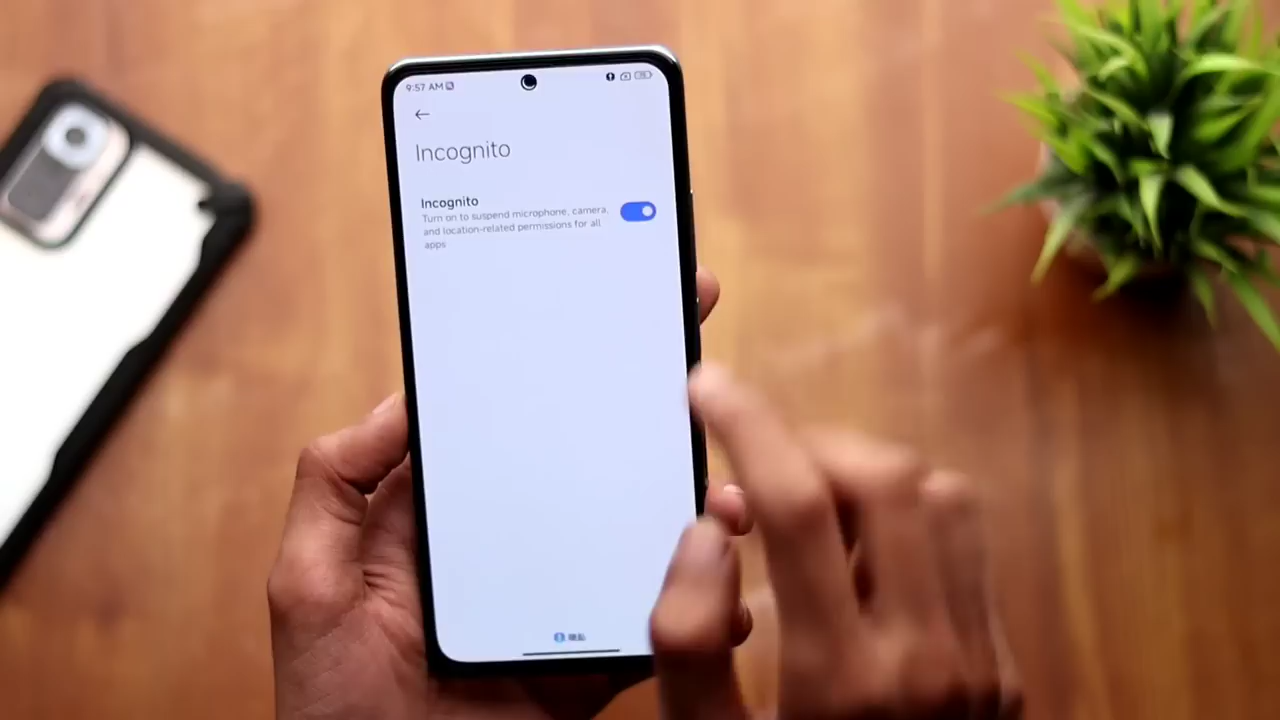 9:57 AM
Incognito
Incognito
Turn on to suspend microphone, camera,
and location-related permissions for all
apps